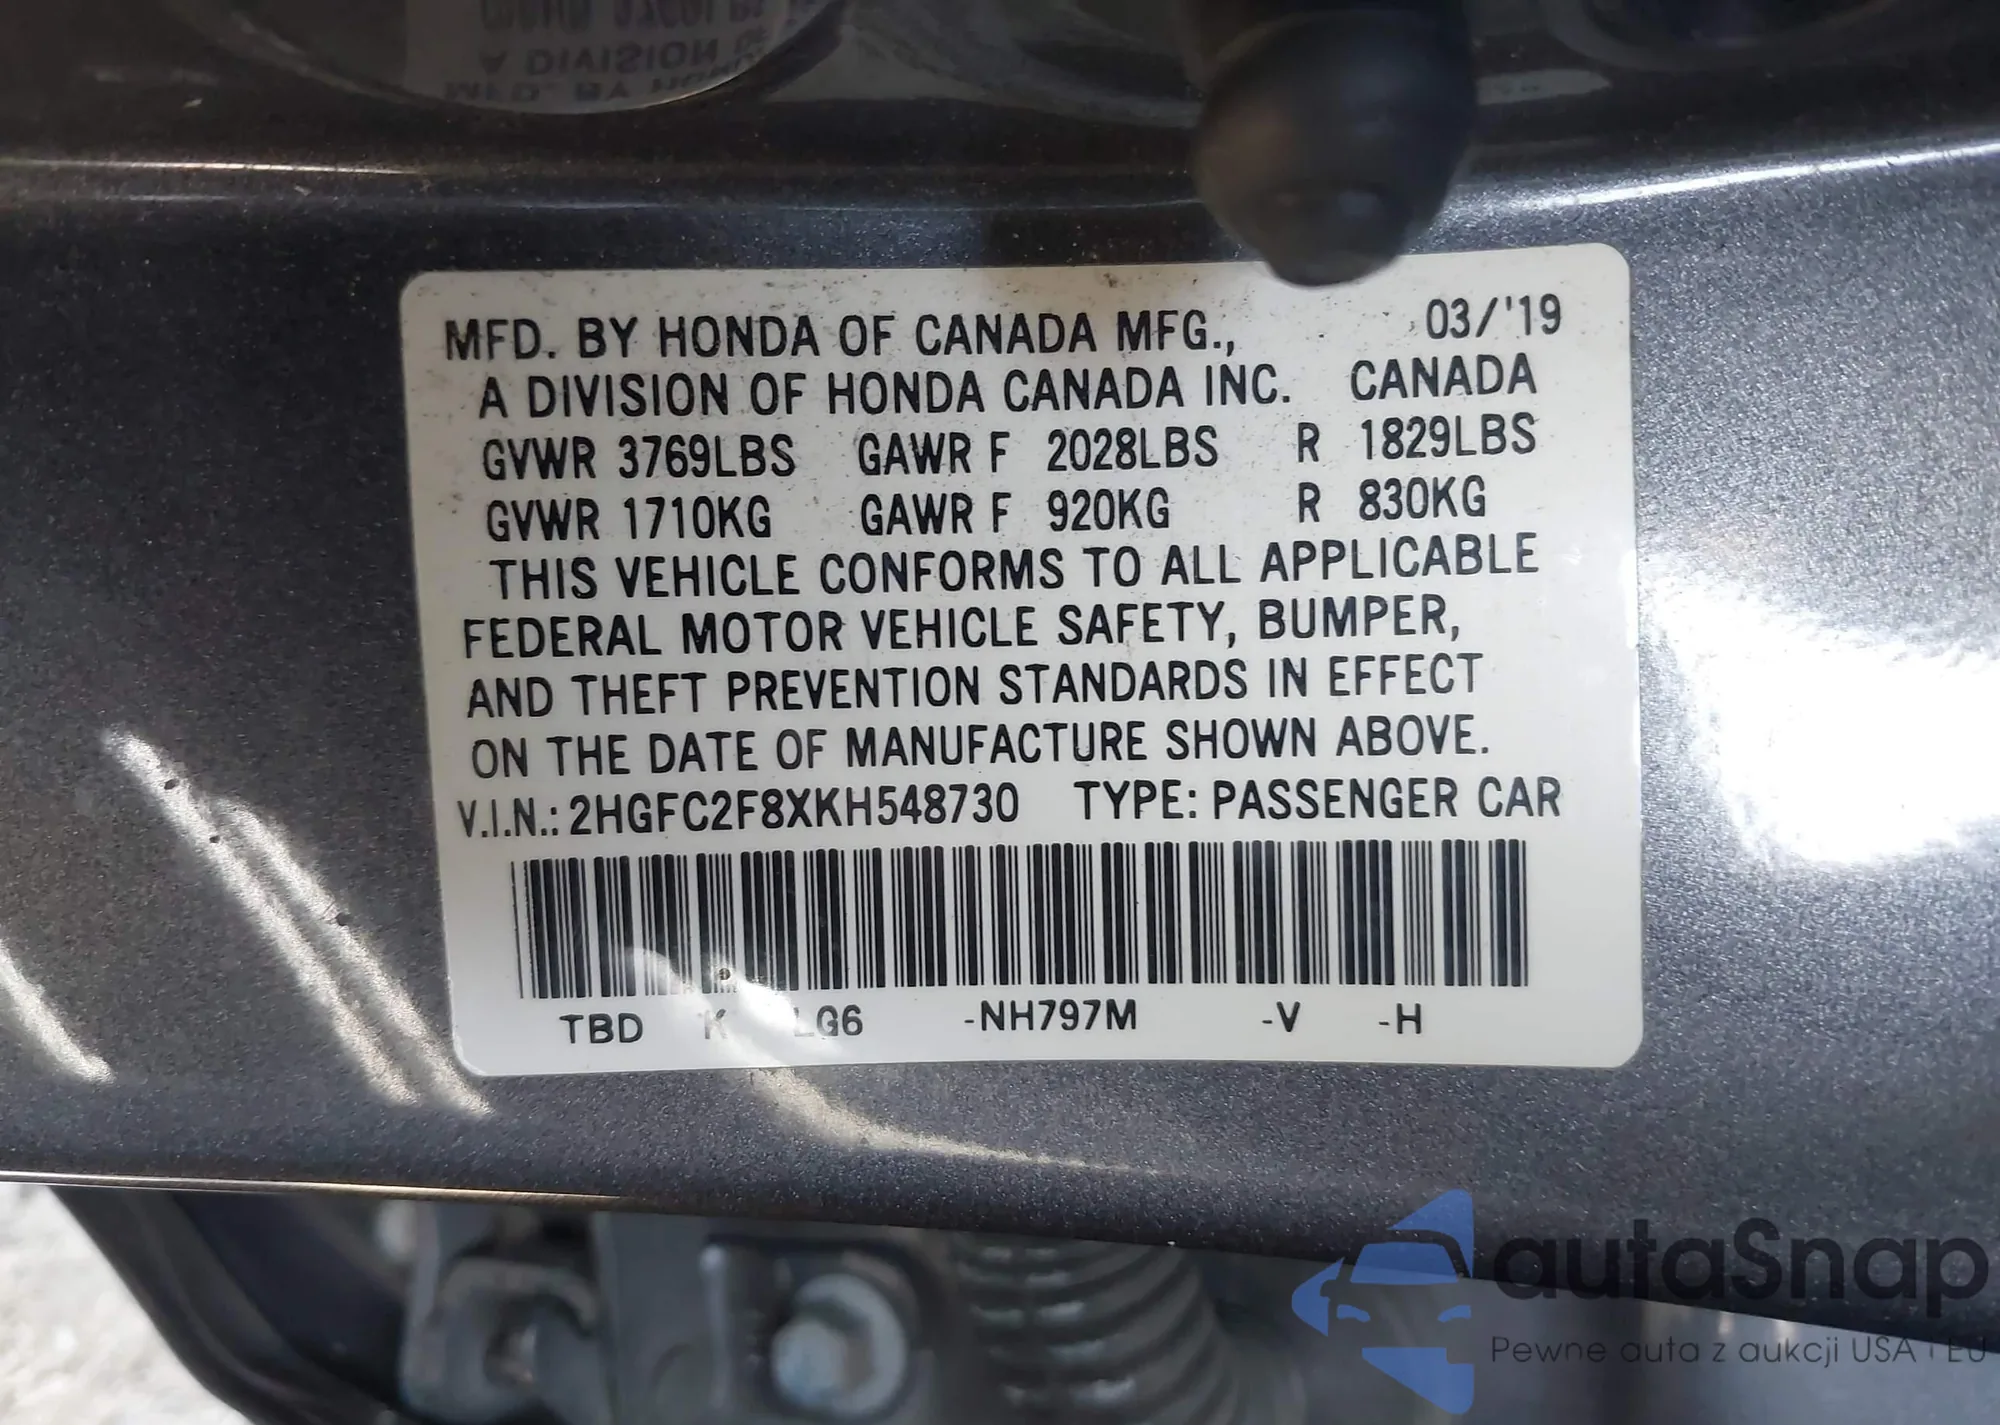 MFD. BY HONDA OF CANADA MFG., 03/'19
A DIVISION OF HONDA CANADA INC. CANADA
GVWR 3769LBS GAWR F 2028LBS R 1829LBS
GVWR 1710KG GAWR F 920KG R 830KG
THIS VEHICLE CONFORMS TO ALL APPLICABLE
FEDERAL MOTOR VEHICLE SAFETY, BUMPER,
AND THEFT PREVENTION STANDARDS IN EFFECT
ON THE DATE OF MANUFACTURE SHOWN ABOVE.
V.I.N.: 2HGFC2F8XKH548730 TYPE: PASSENGER CAR
TBD K LG6 -NH797M -V -H
autaSnap
Pewne auta z aukcji USA i EU